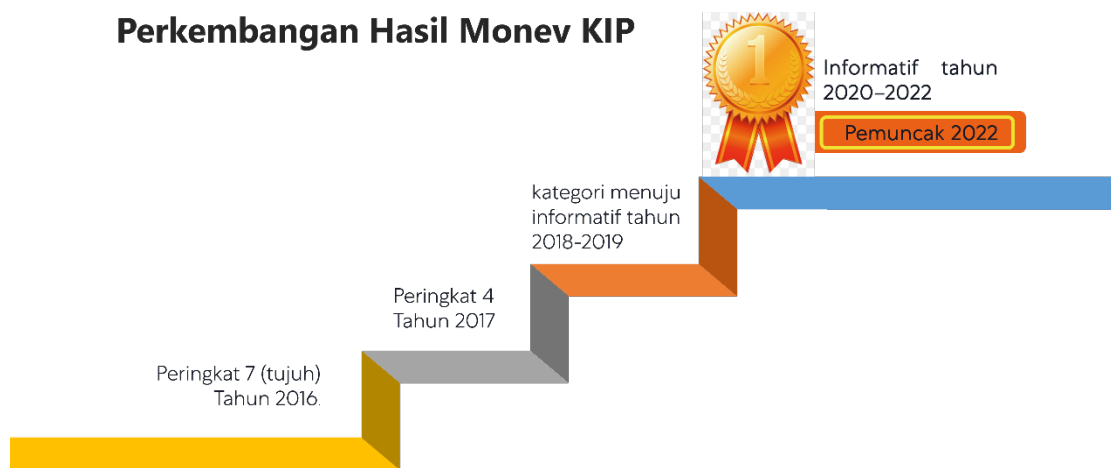 Perkembangan Hasil Monev KIP
1
Informatif tahun
2020–2022
Pemuncak 2022
kategori menuju
informatif tahun
2018-2019
Peringkat 4
Tahun 2017
Peringkat 7 (tujuh)
Tahun 2016.